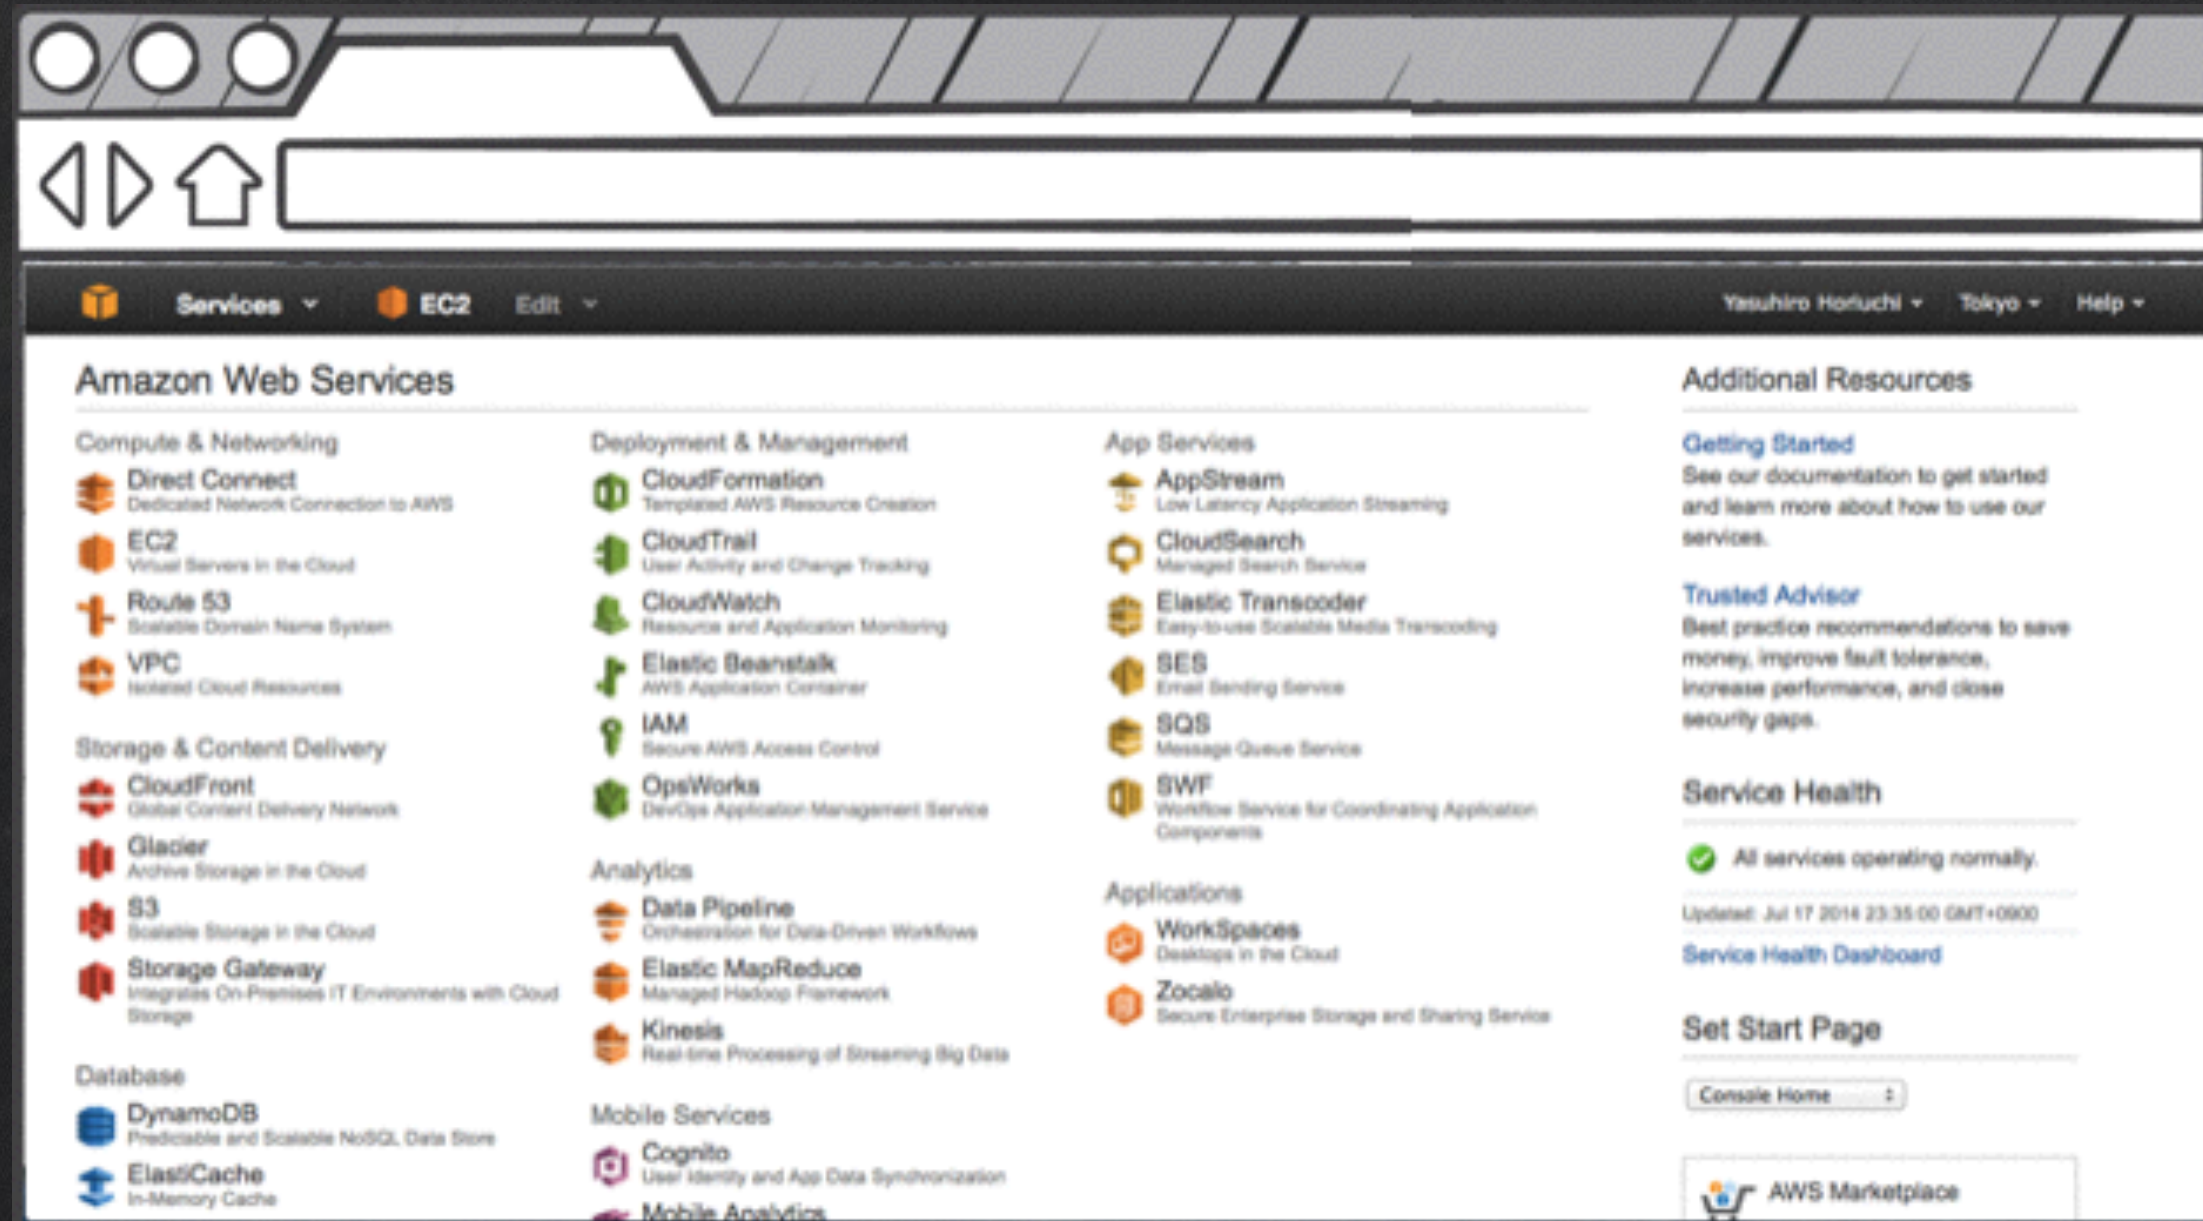 Services
EC2
Edit
Yasuhiro Horiuchi
Tokyo
Help
Amazon Web Services
Compute & Networking
Direct Connect
Dedicated Network Connection to AWS
EC2
Virtual Servers in the Cloud
Route 53
Scalable Domain Name System
VPC
Isolated Cloud Resources
Storage & Content Delivery
CloudFront
Global Content Delivery Network
Glacier
Archive Storage in the Cloud
S3
Scalable Storage in the Cloud
Storage Gateway
Integrates On-Premises IT Environments with Cloud
Storage
Database
DynamoDB
Predictable and Scalable NoSQL Data Store
ElastiCache
In-Memory Cache
Deployment & Management
CloudFormation
Templated AWS Resource Creation
CloudTrail
User Activity and Change Tracking
CloudWatch
Resource and Application Monitoring
Elastic Beanstalk
AWS Application Container
IAM
Secure AWS Access Control
OpsWorks
DevOps Application Management Service
Analytics
Data Pipeline
Orchestration for Data-Driven Workflows
Elastic MapReduce
Managed Hadoop Framework
Kinesis
Real-time Processing of Streaming Big Data
Mobile Services
Cognito
User Identity and App Data Synchronization
Mobile Analytics
App Services
AppStream
Low Latency Application Streaming
CloudSearch
Managed Search Service
Elastic Transcoder
Easy-to-use Scalable Media Transcoding
SES
Email Sending Service
SQS
Message Queue Service
SWF
Workflow Service for Coordinating Application
Components
Applications
WorkSpaces
Desktops in the Cloud
Zocalo
Secure Enterprise Storage and Sharing Service
Additional Resources
Getting Started
See our documentation to get started
and learn more about how to use our
services.
Trusted Advisor
Best practice recommendations to save
money, improve fault tolerance,
increase performance, and close
security gaps.
Service Health
All services operating normally.
Updated: Jul 17 2014 23:35:00 GMT+0900
Service Health Dashboard
Set Start Page
Console Home
AWS Marketplace